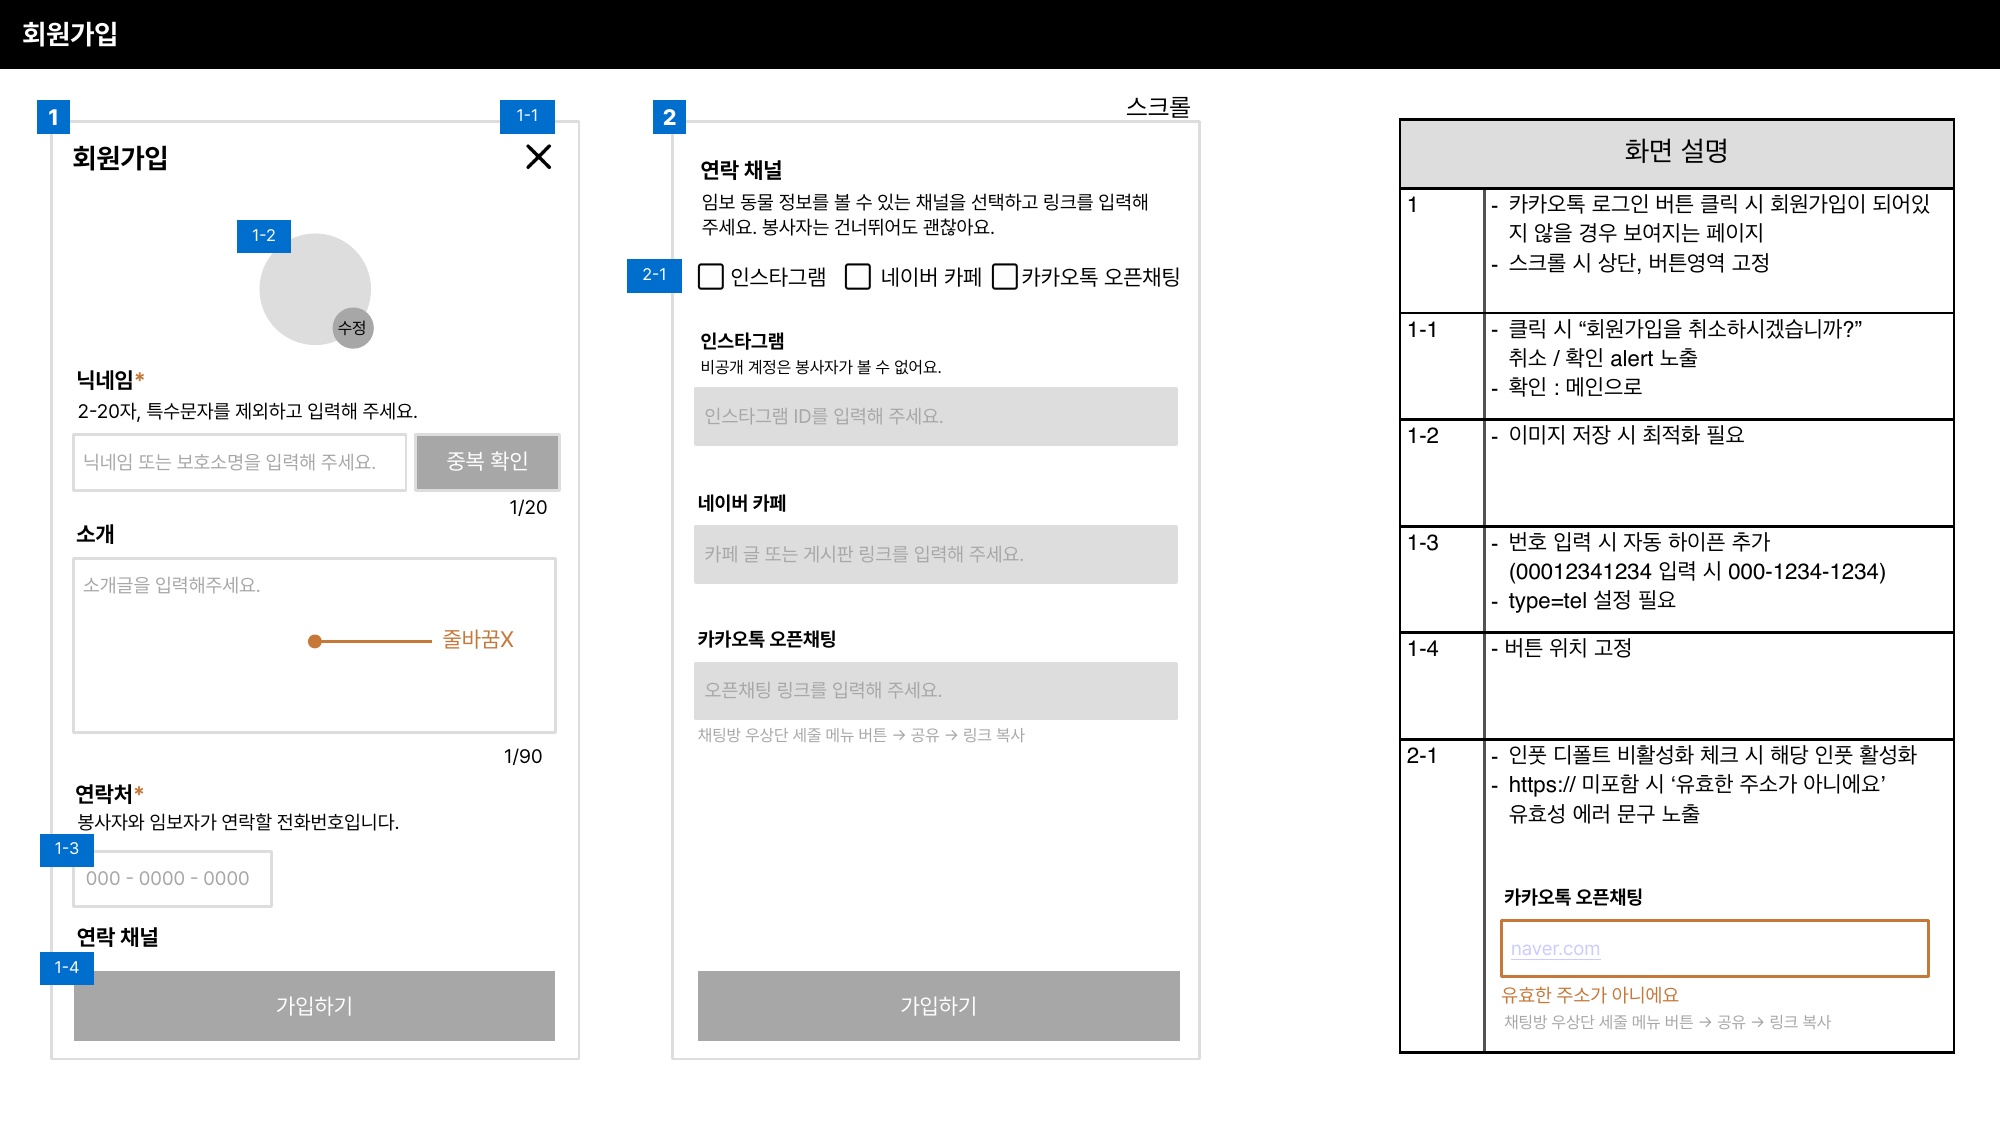 회원가입
1
1-1
회원가입
1-2
수정
닉네임*
2-20자, 특수문자를 제외하고 입력해 주세요.
닉네임 또는 보호소명을 입력해 주세요.
중복 확인
1/20
소개
소개글을 입력해주세요.
줄바꿈X
1/90
연락처*
봉사자와 임보자가 연락할 전화번호입니다.
1-3
000 - 0000 - 0000
연락 채널
1-4
가입하기
2
스크롤
연락 채널
임보 동물 정보를 볼 수 있는 채널을 선택하고 링크를 입력해
주세요. 봉사자는 건너뛰어도 괜찮아요.
2-1
인스타그램 네이버 카페 카카오톡 오픈채팅
인스타그램
비공개 계정은 봉사자가 볼 수 없어요.
인스타그램 ID를 입력해 주세요.
네이버 카페
카페 글 또는 게시판 링크를 입력해 주세요.
카카오톡 오픈채팅
오픈채팅 링크를 입력해 주세요.
채팅방 우상단 세줄 메뉴 버튼 → 공유 → 링크 복사
가입하기
화면 설명
1
- 카카오톡 로그인 버튼 클릭 시 회원가입이 되어있
지 않을 경우 보여지는 페이지
- 스크롤 시 상단, 버튼영역 고정
1-1
- 클릭 시 “회원가입을 취소하시겠습니까?”
취소 / 확인 alert 노출
- 확인 : 메인으로
1-2
- 이미지 저장 시 최적화 필요
1-3
- 번호 입력 시 자동 하이픈 추가
(00012341234 입력 시 000-1234-1234)
- type=tel 설정 필요
1-4
- 버튼 위치 고정
2-1
- 인풋 디폴트 비활성화 체크 시 해당 인풋 활성화
- https:// 미포함 시 ‘유효한 주소가 아니에요’
유효성 에러 문구 노출
카카오톡 오픈채팅
naver.com
유효한 주소가 아니에요
채팅방 우상단 세줄 메뉴 버튼 → 공유 → 링크 복사